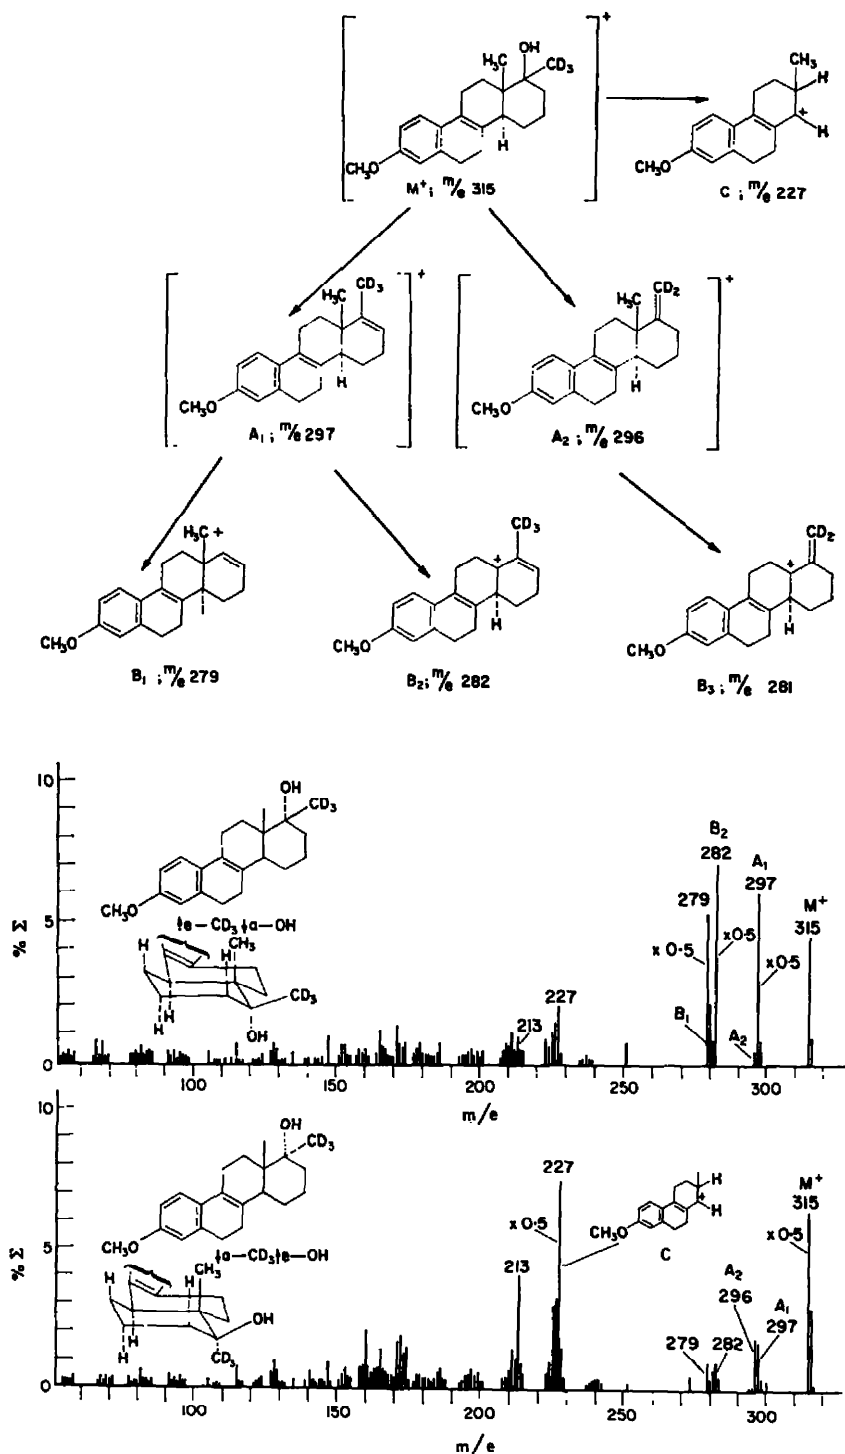 OH
H₃C
CD₃
H
CH₃O
M⁺; m/e 315
+
CH₃
H
+
H
CH₃O
C ; m/e 227
CD₃
H₃C
H
CH₃O
A₁ ; m/e 297
+
CD₂
H₃C
H
CH₃O
A₂ ; m/e 296
+
H₃C +
CH₃O
B₁ ; m/e 279
CD₃
+
H
CH₃O
B₂; m/e 282
CD₂
+
H
CH₃O
B₃; m/e 281
10
5
0
% Σ
OH
CD₃
CH₃O
e—CD₃ a—OH
H
H
CH₃
CD₃
H
H
OH
213
227
B₂
282
279
A₁
297
M⁺
315
x 0·5
x 0·5
x 0·5
B₁
A₂
100 150 200 250 300
m/e
10
5
0
% Σ
OH
CD₃
CH₃O
a—CD₃ e—OH
H
H
CH₃
OH
H
H
CD₃
213
227
x 0·5
H
+
H
CH₃O
C
M⁺
315
x 0·5
A₂
296
A₁
297
279
282
100 150 200 250 300
m/e